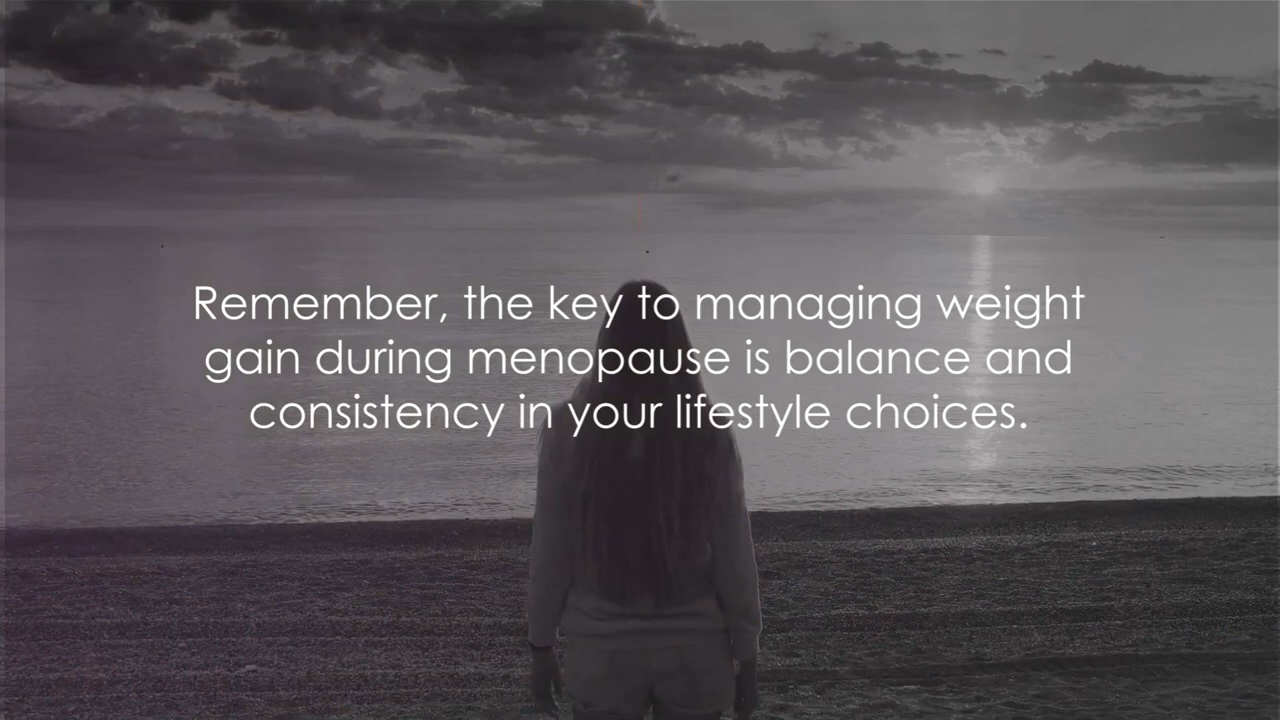 Remember, the key to managing weight
gain during menopause is balance and
consistency in your lifestyle choices.